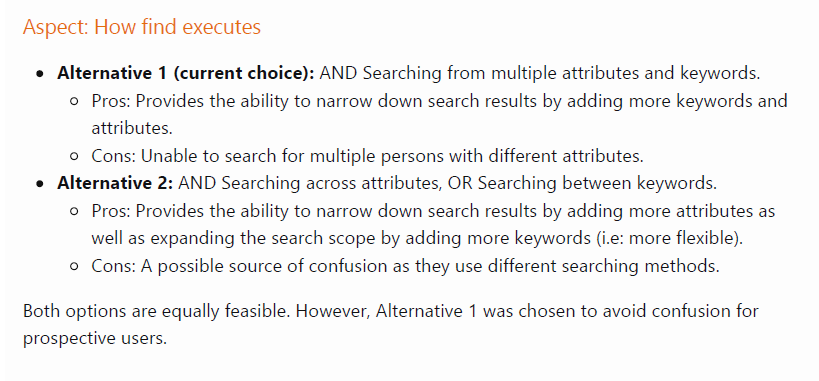 Aspect: How find executes
Alternative 1 (current choice): AND Searching from multiple attributes and keywords.
Pros: Provides the ability to narrow down search results by adding more keywords and
attributes.
Cons: Unable to search for multiple persons with different attributes.
Alternative 2: AND Searching across attributes, OR Searching between keywords.
Pros: Provides the ability to narrow down search results by adding more attributes as
well as expanding the search scope by adding more keywords (i.e: more flexible).
Cons: A possible source of confusion as they use different searching methods.
Both options are equally feasible. However, Alternative 1 was chosen to avoid confusion for
prospective users.